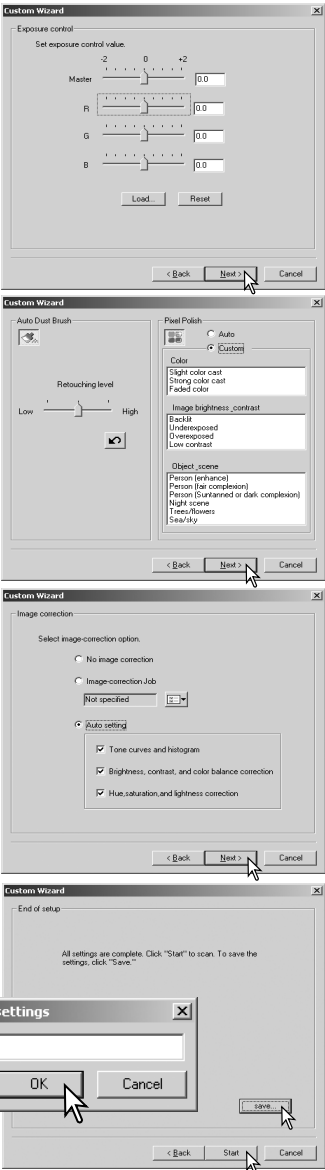 Custom Wizard
Exposure control
Set exposure control value.
-2 0 +2
Master 0.0
R 0.0
G 0.0
B 0.0
Load... Reset
< Back Next > Cancel
Custom Wizard
Auto Dust Brush
Retouching level
Low High
Pixel Polish
Auto
Custom
Color
Slight color cast
Strong color cast
Faded color
Image brightness_contrast
Backlit
Underexposed
Overexposed
Low contrast
Object_scene
Person (enhance)
Person (fair complexion)
Person (Suntanned or dark complexion)
Night scene
Trees/flowers
Sea/sky
< Back Next > Cancel
Custom Wizard
Image correction
Select image-correction option.
No image correction
Image-correction Job
Not specified
Auto setting
Tone curves and histogram
Brightness, contrast, and color balance correction
Hue,saturation,and lightness correction
< Back Next > Cancel
Custom Wizard
End of setup
All settings are complete. Click "Start" to scan. To save the
settings, click "Save."
settings
OK Cancel
save...
< Back Start Cancel